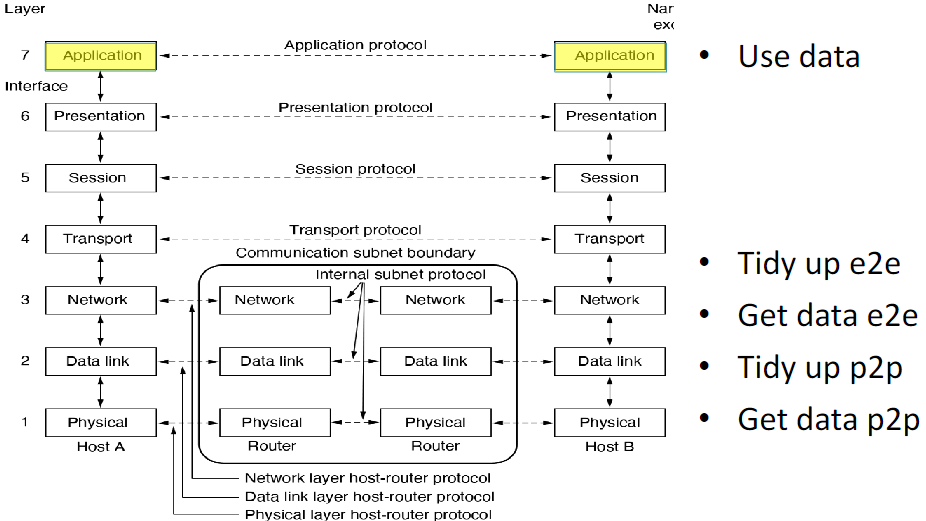 Layer
Nar
exc
7 Application Application protocol Application • Use data
Interface
6 Presentation Presentation protocol Presentation
5 Session Session protocol Session
4 Transport Transport protocol Transport
Communication subnet boundary
• Tidy up e2e
Internal subnet protocol
3 Network Network Network Network
• Get data e2e
2 Data link Data link Data link Data link
• Tidy up p2p
1 Physical Physical Physical Physical
• Get data p2p
Host A Router Router Host B
Network layer host-router protocol
Data link layer host-router protocol
Physical layer host-router protocol